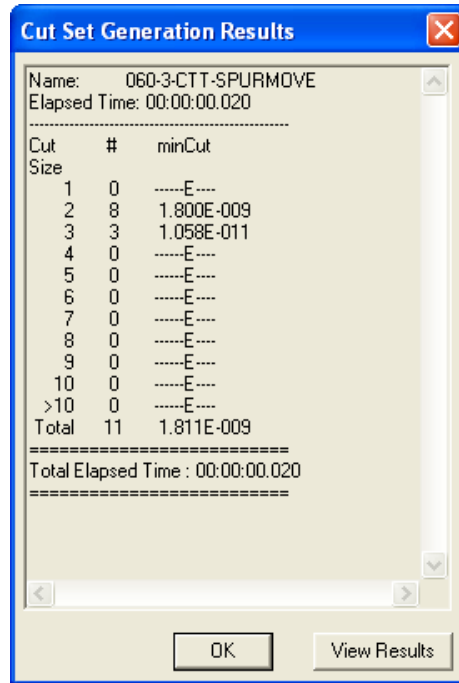 Cut Set Generation Results
Name: 060-3-CTT-SPURMOVE
Elapsed Time: 00:00:00.020
---------------------------------------------------
Cut # minCut
Size
1 0 ------E----
2 8 1.800E-009
3 3 1.058E-011
4 0 ------E----
5 0 ------E----
6 0 ------E----
7 0 ------E----
8 0 ------E----
9 0 ------E----
10 0 ------E----
>10 0 ------E----
Total 11 1.811E-009
==========================
Total Elapsed Time : 00:00:00.020
==========================
OK View Results